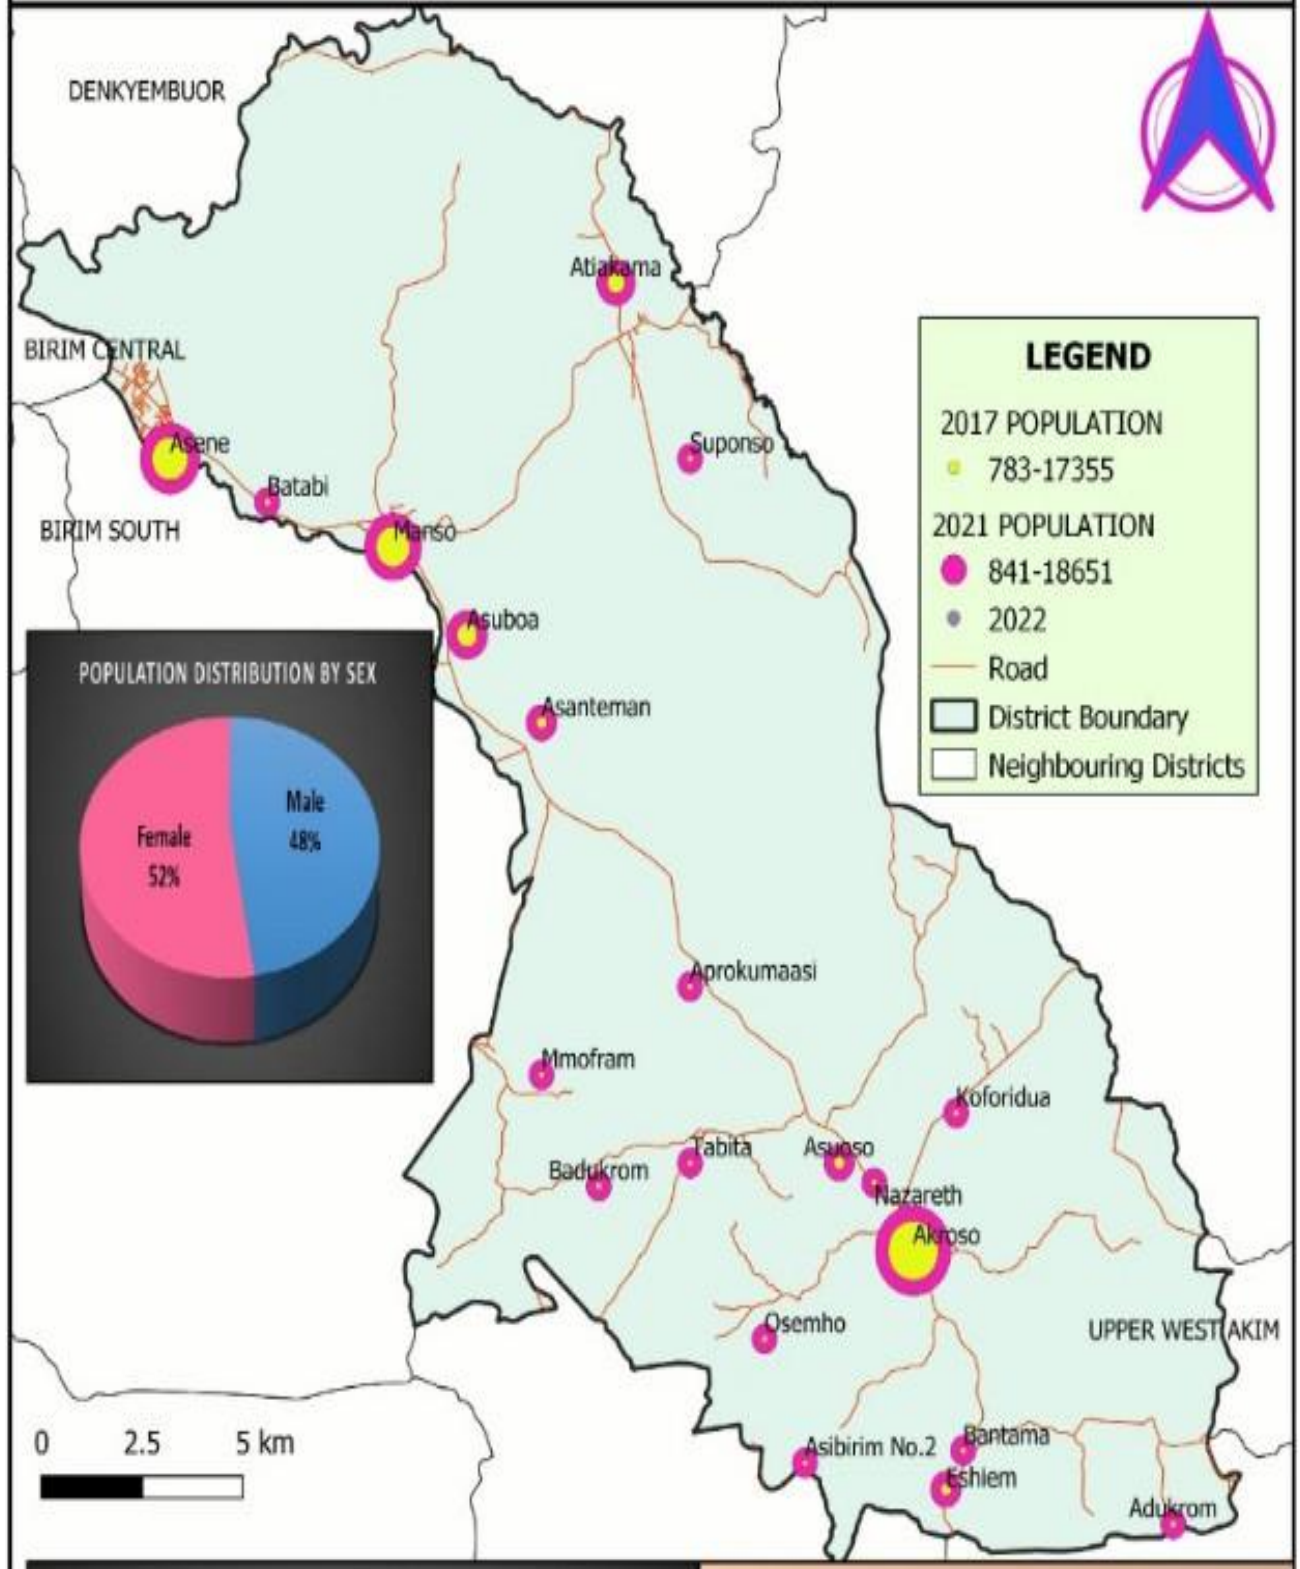 DENKYEMBUOR
Atiakama
BIRIM CENTRAL
Asene
Suponso
Batabi
BIRIM SOUTH
Manso
Asuboa
Asanteman
LEGEND
2017 POPULATION
783-17355
2021 POPULATION
841-18651
2022
Road
District Boundary
Neighbouring Districts
POPULATION DISTRIBUTION BY SEX
Male
48%
Female
52%
Aprokumaasi
Mmofram
Koforidua
Tabita
Asuoso
Badukrom
Nazareth
Akroso
Osemho
UPPER WEST AKIM
0 2.5 5 km
Asibirim No.2
Bantama
Eshiem
Adukrom